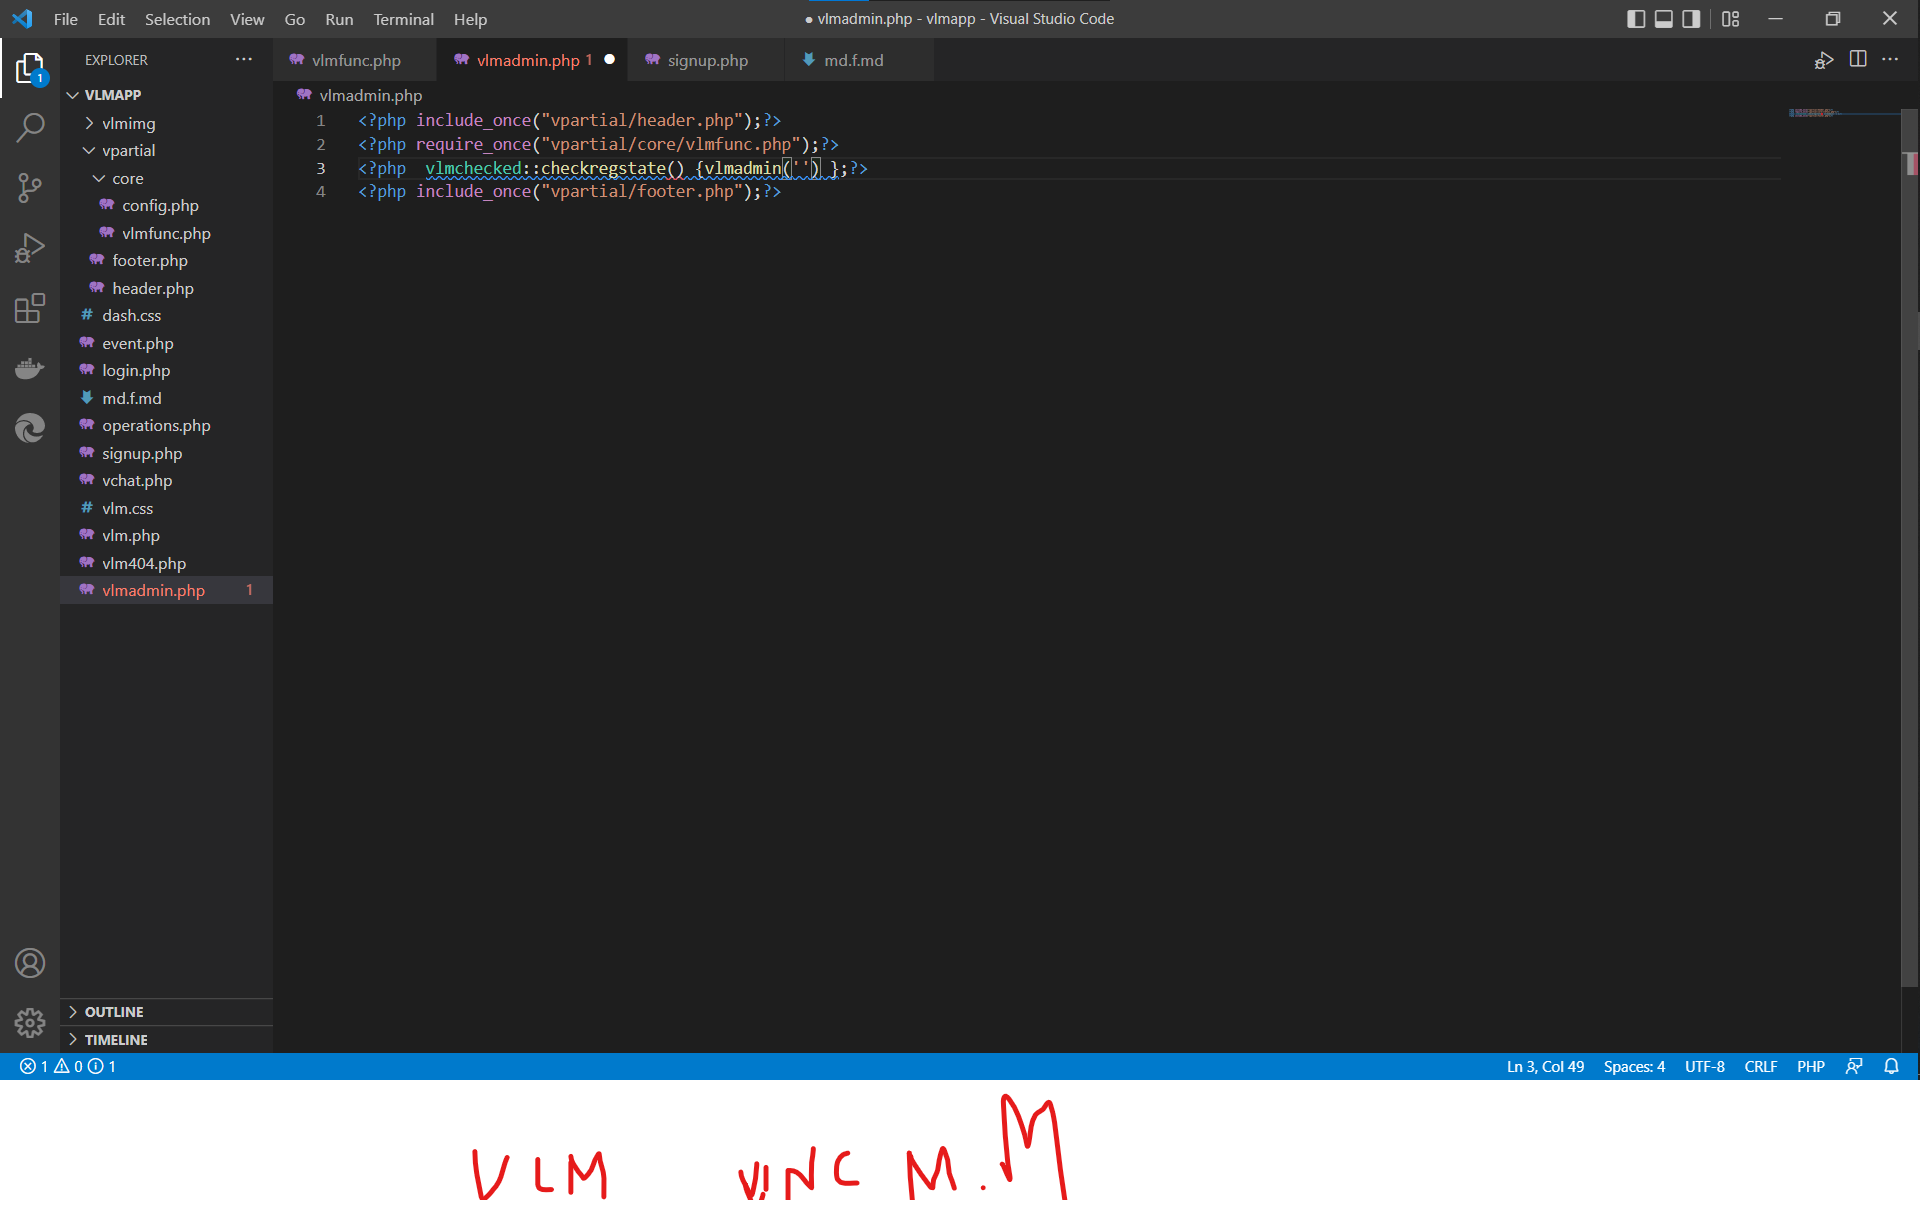 File Edit Selection View Go Run Terminal Help
● vlmadmin.php - vlmapp - Visual Studio Code
EXPLORER ···
vlmfunc.php
vlmadmin.php 1 ●
signup.php
md.f.md
1
VLMAPP
vlmimg
vpartial
core
config.php
vlmfunc.php
footer.php
header.php
# dash.css
event.php
login.php
md.f.md
operations.php
signup.php
vchat.php
# vlm.css
vlm.php
vlm404.php
vlmadmin.php 1
OUTLINE
TIMELINE
vlmadmin.php
1 <?php include_once("vpartial/header.php");?>
2 <?php require_once("vpartial/core/vlmfunc.php");?>
3 <?php  vlmchecked::checkregstate() {vlmadmin('') };?>
4 <?php include_once("vpartial/footer.php");?>
1 0 1
Ln 3, Col 49 Spaces: 4 UTF-8 CRLF PHP
VLM VINC M.M